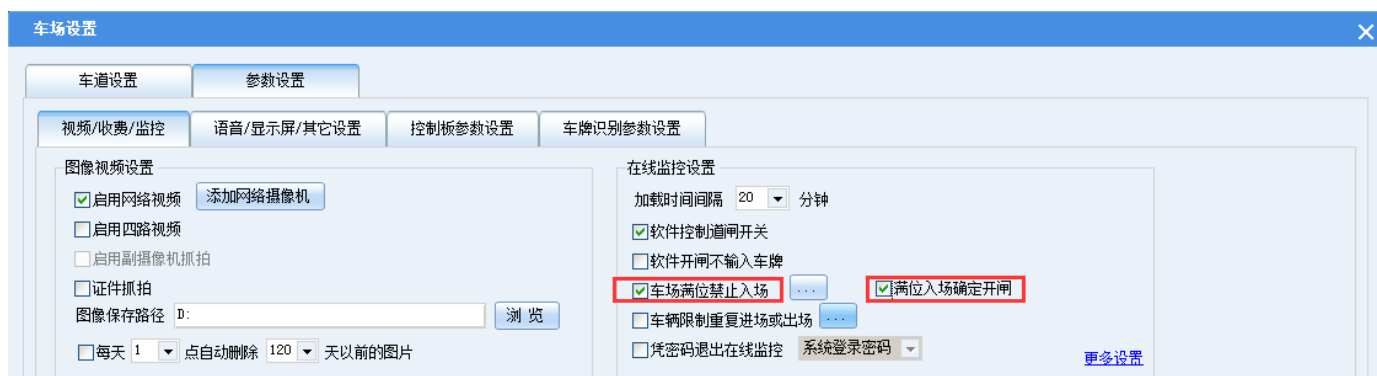 车场设置
车道设置 参数设置
视频/收费/监控 语音/显示屏/其它设置 控制板参数设置 车牌识别参数设置
图像视频设置
启用网络视频 添加网络摄像机
启用四路视频
启用副摄像机抓拍
证件抓拍
图像保存路径 D: 浏览
每天 1 点自动删除 120 天以前的图片
在线监控设置
加载时间间隔 20 分钟
软件控制道闸开关
软件开闸不输入车牌
车场满位禁止入场 ... 满位入场确定开闸
车辆限制重复进场或出场 ...
凭密码退出在线监控 系统登录密码
更多设置